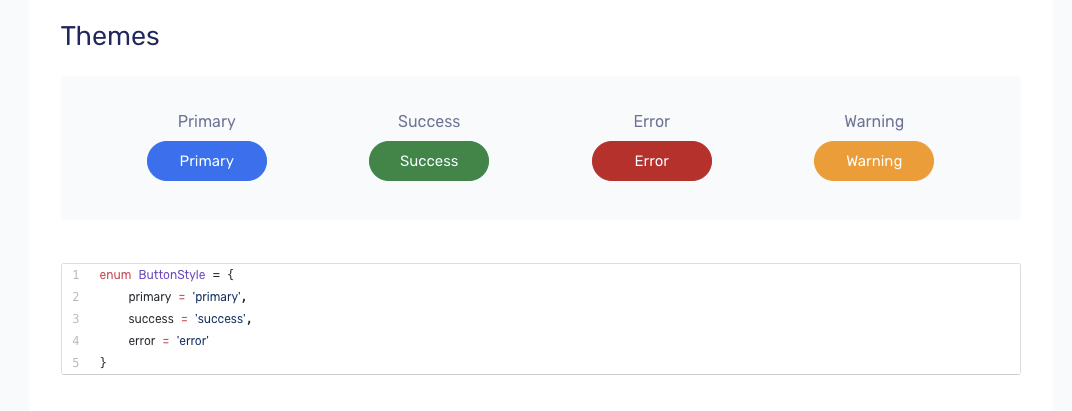 Themes
Primary Success Error Warning
Primary Success Error Warning
1 enum ButtonStyle = {
2 primary = 'primary',
3 success = 'success',
4 error = 'error'
5 }